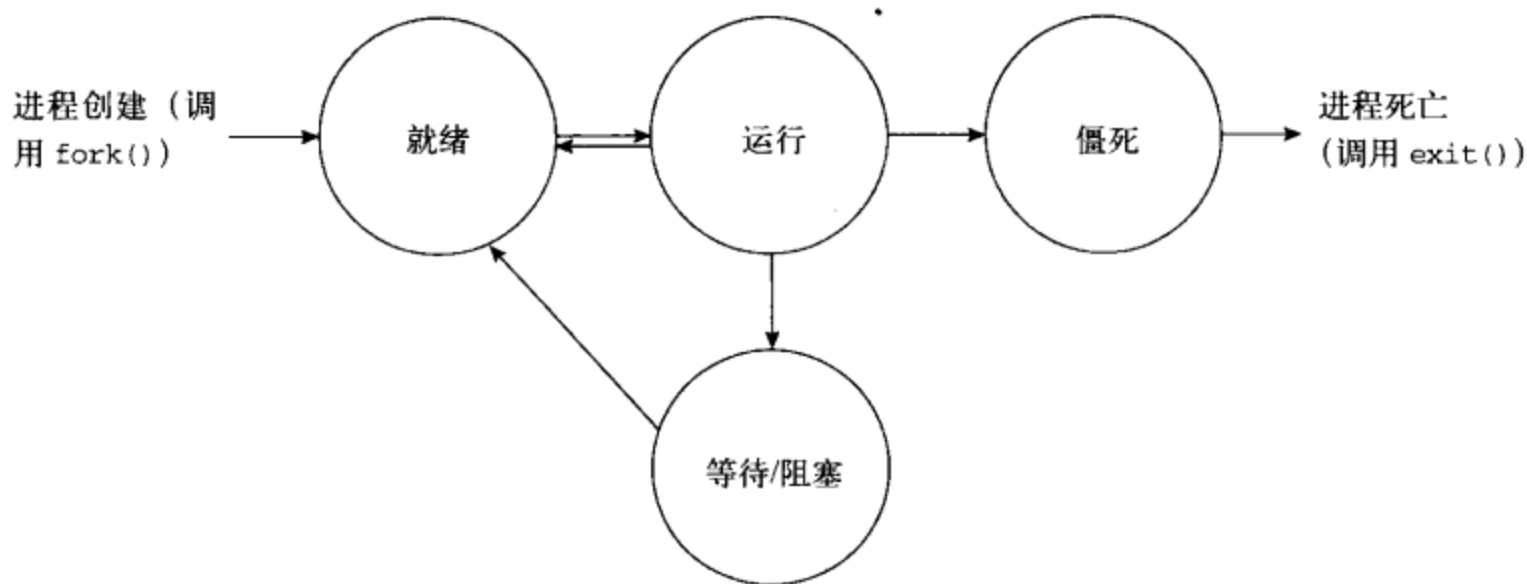 进程创建（调
用 fork()）
就绪
运行
僵死
进程死亡
（调用 exit()）
等待/阻塞